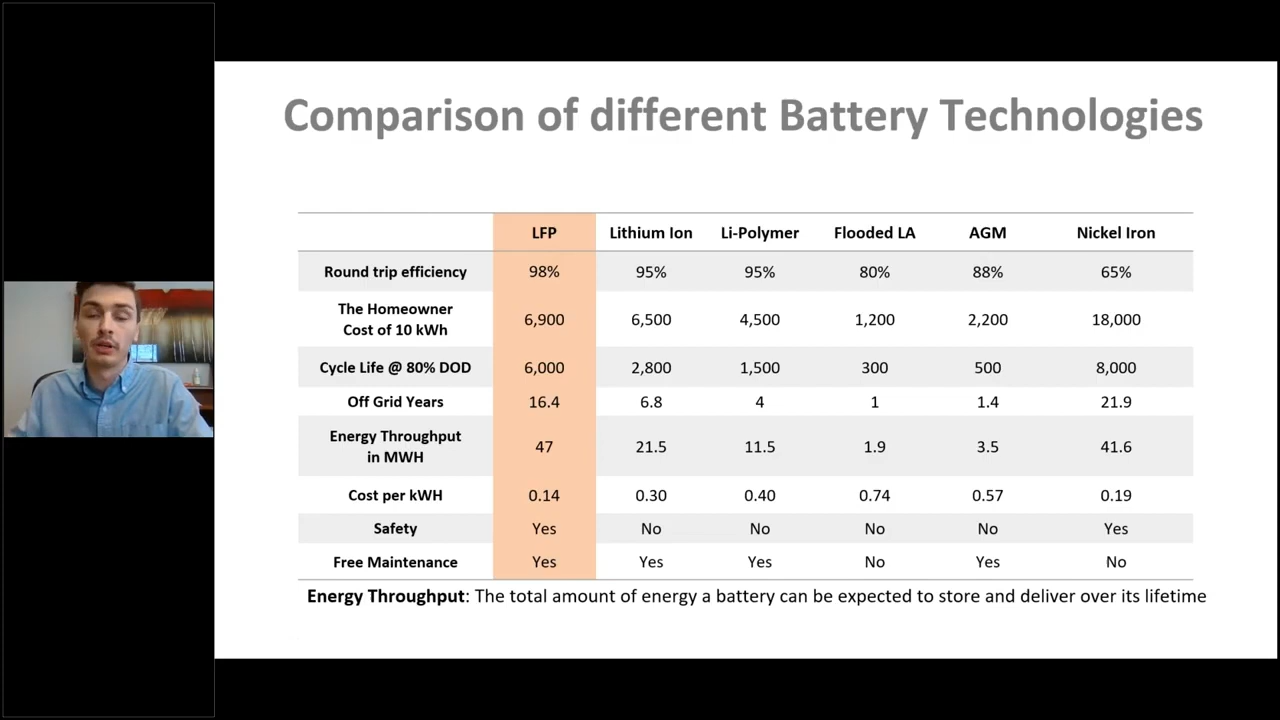 Comparison of different Battery Technologies
LFP Lithium Ion Li-Polymer Flooded LA AGM Nickel Iron
Round trip efficiency 98% 95% 95% 80% 88% 65%
The Homeowner
Cost of 10 kWh 6,900 6,500 4,500 1,200 2,200 18,000
Cycle Life @ 80% DOD 6,000 2,800 1,500 300 500 8,000
Off Grid Years 16.4 6.8 4 1 1.4 21.9
Energy Throughput
in MWH 47 21.5 11.5 1.9 3.5 41.6
Cost per kWH 0.14 0.30 0.40 0.74 0.57 0.19
Safety Yes No No No No Yes
Free Maintenance Yes Yes Yes No Yes No
Energy Throughput: The total amount of energy a battery can be expected to store and deliver over its lifetime